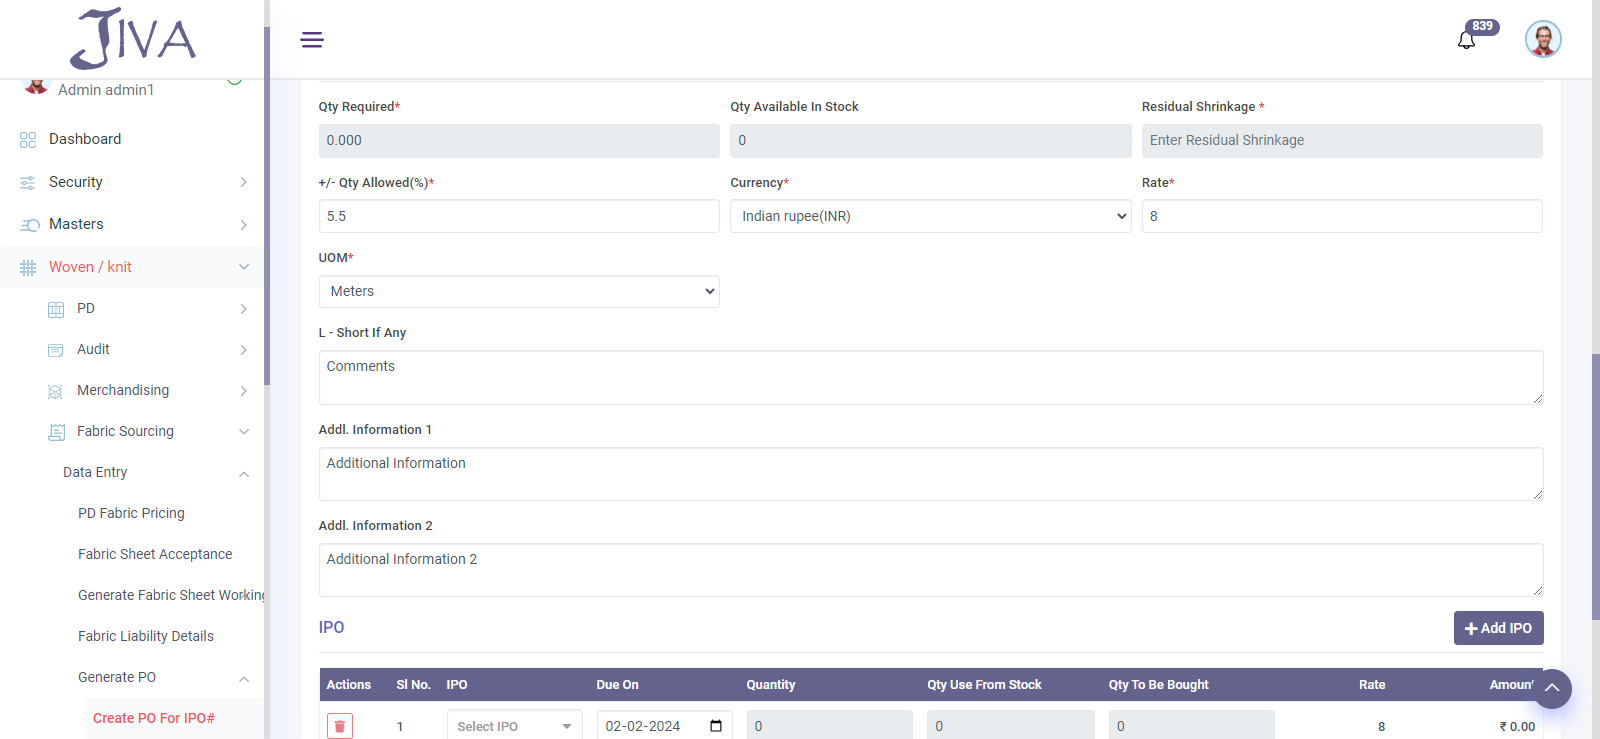 JIVA
839
Admin admin1
Dashboard
Security
Masters
Woven / knit
PD
Audit
Merchandising
Fabric Sourcing
Data Entry
PD Fabric Pricing
Fabric Sheet Acceptance
Generate Fabric Sheet Working
Fabric Liability Details
Generate PO
Create PO For IPO#
Qty Required* Qty Available In Stock Residual Shrinkage *
0.000 0 Enter Residual Shrinkage
+/- Qty Allowed(%)* Currency* Rate*
5.5 Indian rupee(INR) 8
UOM*
Meters
L - Short If Any
Comments
Addl. Information 1
Additional Information
Addl. Information 2
Additional Information 2
IPO + Add IPO
Actions Sl No. IPO Due On Quantity Qty Use From Stock Qty To Be Bought Rate Amount
1 Select IPO 02-02-2024 0 0 0 8 ₹ 0.00